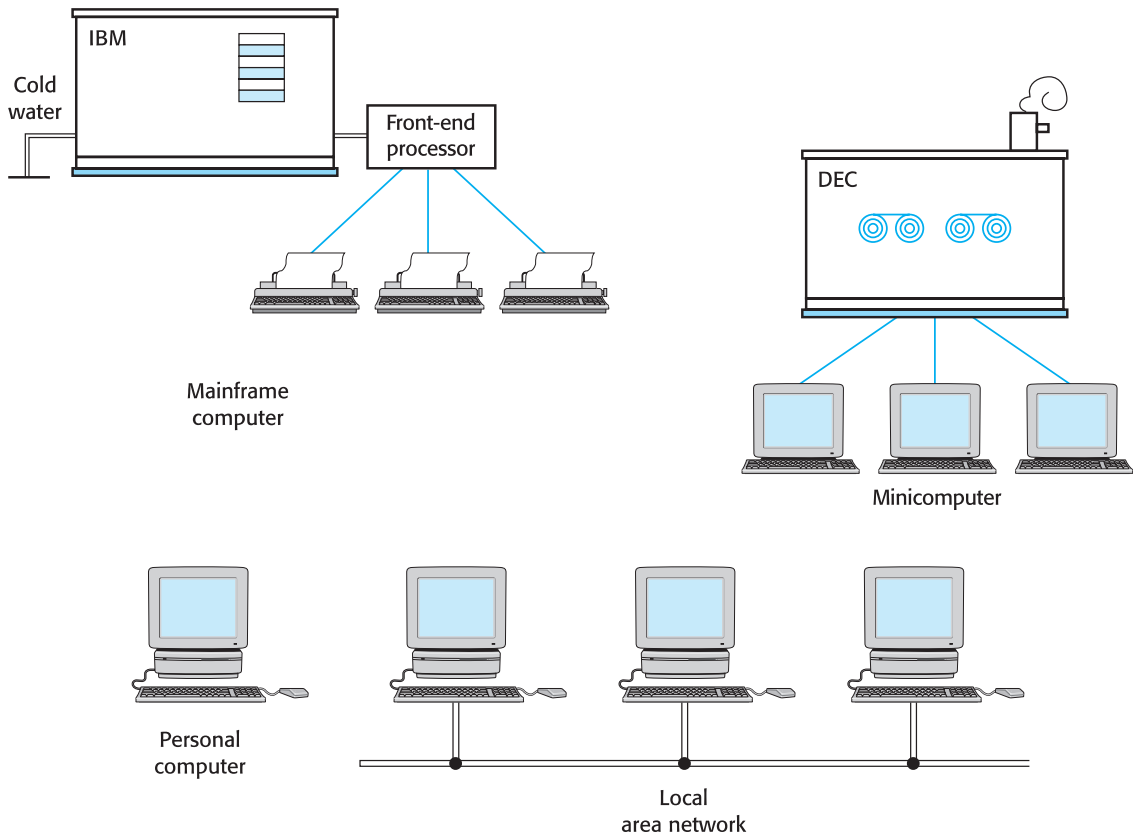 IBM
Cold
water
Front-end
processor
DEC
Mainframe
computer
Minicomputer
Personal
computer
Local
area network